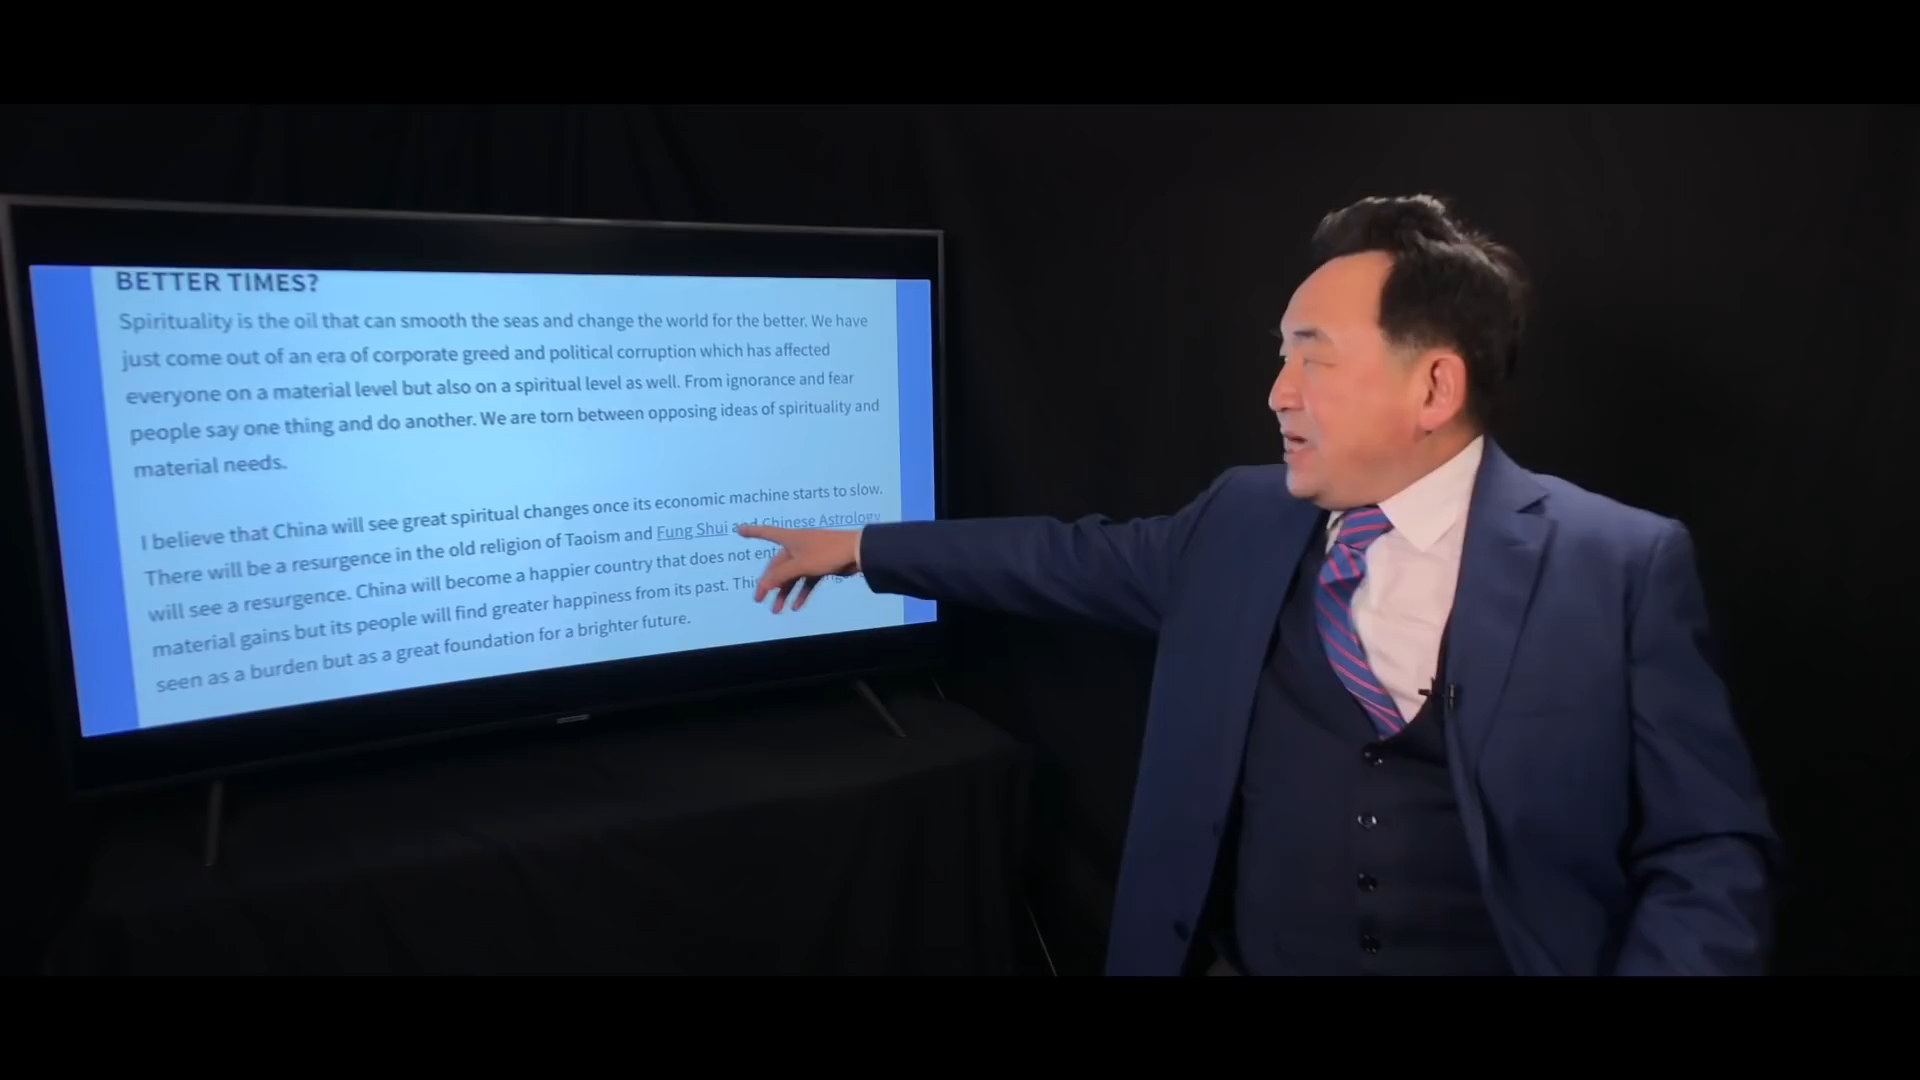 BETTER TIMES?
Spirituality is the oil that can smooth the seas and change the world for the better. We have
just come out of an era of corporate greed and political corruption which has affected
everyone on a material level but also on a spiritual level as well. From ignorance and fear
people say one thing and do another. We are torn between opposing ideas of spirituality and
material needs.
I believe that China will see great spiritual changes once its economic machine starts to slow.
There will be a resurgence in the old religion of Taoism and Fung Shui and Chinese Astrology
will see a resurgence. China will become a happier country that does not
material gains but its people will find greater happiness from its past.
seen as a burden but as a great foundation for a brighter future.